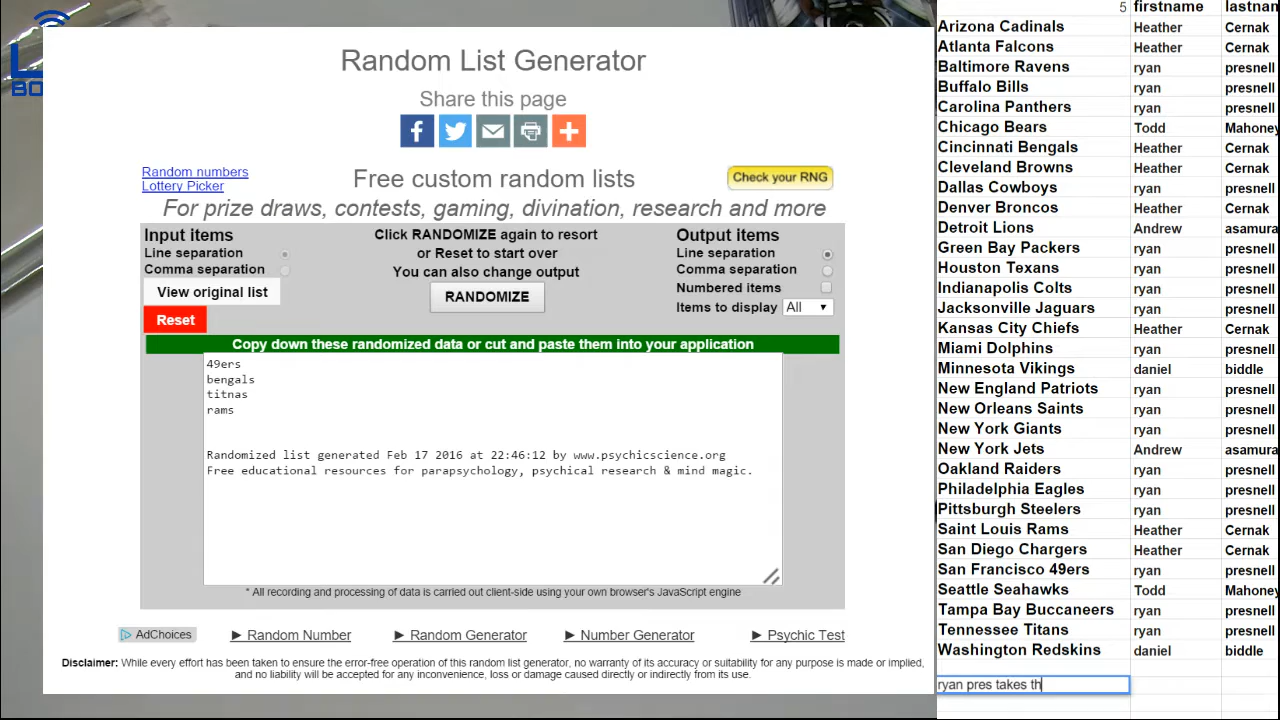 Random List Generator
Share this page
Random numbers
Lottery Picker
Free custom random lists
Check your RNG
For prize draws, contests, gaming, divination, research and more
Input items
Line separation
Comma separation
View original list
Reset
Click RANDOMIZE again to resort
or Reset to start over
You can also change output
RANDOMIZE
Output items
Line separation
Comma separation
Numbered items
Items to display All
Copy down these randomized data or cut and paste them into your application
49ers
bengals
titnas
rams
Randomized list generated Feb 17 2016 at 22:46:12 by www.psychicscience.org
Free educational resources for parapsychology, psychical research & mind magic.
* All recording and processing of data is carried out client-side using your own browser's JavaScript engine
AdChoices
► Random Number
► Random Generator
► Number Generator
► Psychic Test
Disclaimer: While every effort has been taken to ensure the error-free operation of this random list generator, no warranty of its accuracy or suitability for any purpose is made or implied,
and no liability will be accepted for any inconvenience, loss or damage caused directly or indirectly from its use.
5 firstname lastnan
Arizona Cadinals Heather Cernak
Atlanta Falcons Heather Cernak
Baltimore Ravens ryan presnell
Buffalo Bills ryan presnell
Carolina Panthers ryan presnell
Chicago Bears Todd Mahoney
Cincinnati Bengals Heather Cernak
Cleveland Browns Heather Cernak
Dallas Cowboys ryan presnell
Denver Broncos Heather Cernak
Detroit Lions Andrew asamura
Green Bay Packers ryan presnell
Houston Texans ryan presnell
Indianapolis Colts ryan presnell
Jacksonville Jaguars ryan presnell
Kansas City Chiefs Heather Cernak
Miami Dolphins ryan presnell
Minnesota Vikings daniel biddle
New England Patriots ryan presnell
New Orleans Saints ryan presnell
New York Giants ryan presnell
New York Jets Andrew asamura
Oakland Raiders ryan presnell
Philadelphia Eagles ryan presnell
Pittsburgh Steelers ryan presnell
Saint Louis Rams Heather Cernak
San Diego Chargers Heather Cernak
San Francisco 49ers ryan presnell
Seattle Seahawks Todd Mahoney
Tampa Bay Buccaneers ryan presnell
Tennessee Titans ryan presnell
Washington Redskins daniel biddle
ryan pres takes th